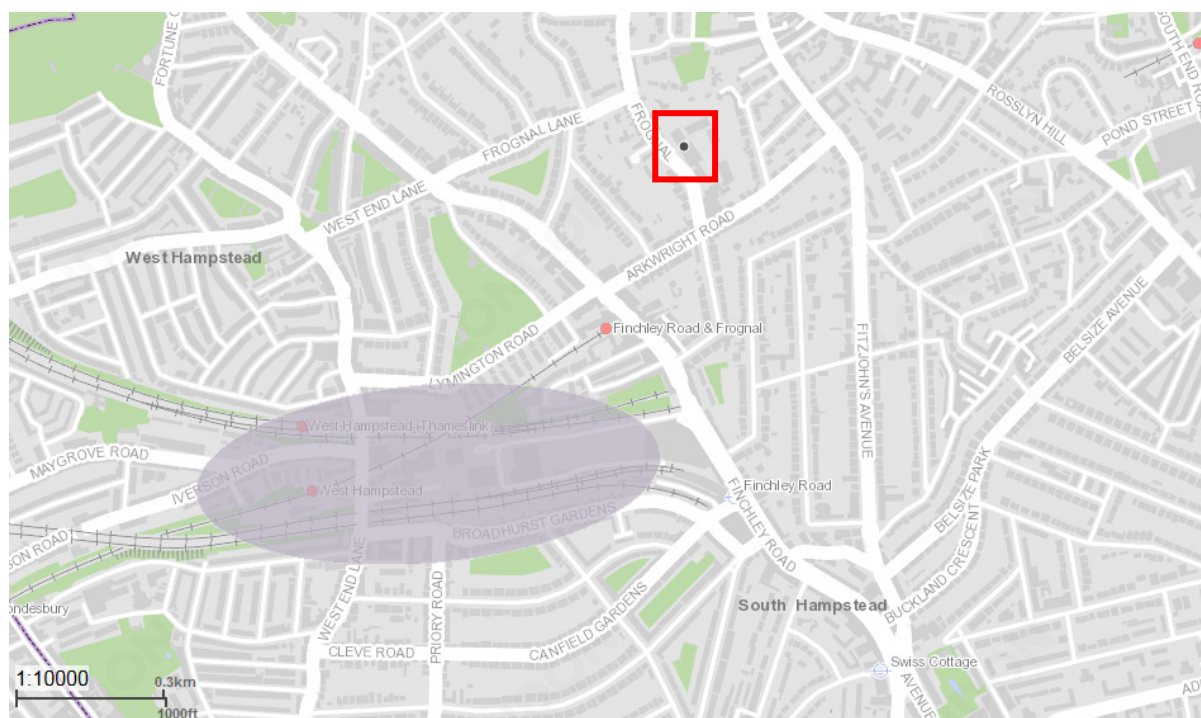 FORTUNE G
SOUTH END RO
ROSSLYN HILL
POND STREET
FROGNAL LANE
FROGNAL
WEST END LANE
ARKWRIGHT ROAD
West Hampstead
BELSIZE AVENUE
Finchley Road & Frognal
LYMINGTON ROAD
FITZJOHN'S AVENUE
West Hampstead (Thameslink)
MAYGROVE ROAD
IVERSON ROAD
West Hampstead
Finchley Road
BROADHURST GARDENS
FINCHLEY ROAD
BELSIZE PARK
SON ROAD
BUCKLAND CRESCENT
WEST END LANE
PRIORY ROAD
CANFIELD GARDENS
South Hampstead
ondesbury
CLEVE ROAD
Swiss Cottage
AVENUE
AD
1:10000
0.3km
1000ft